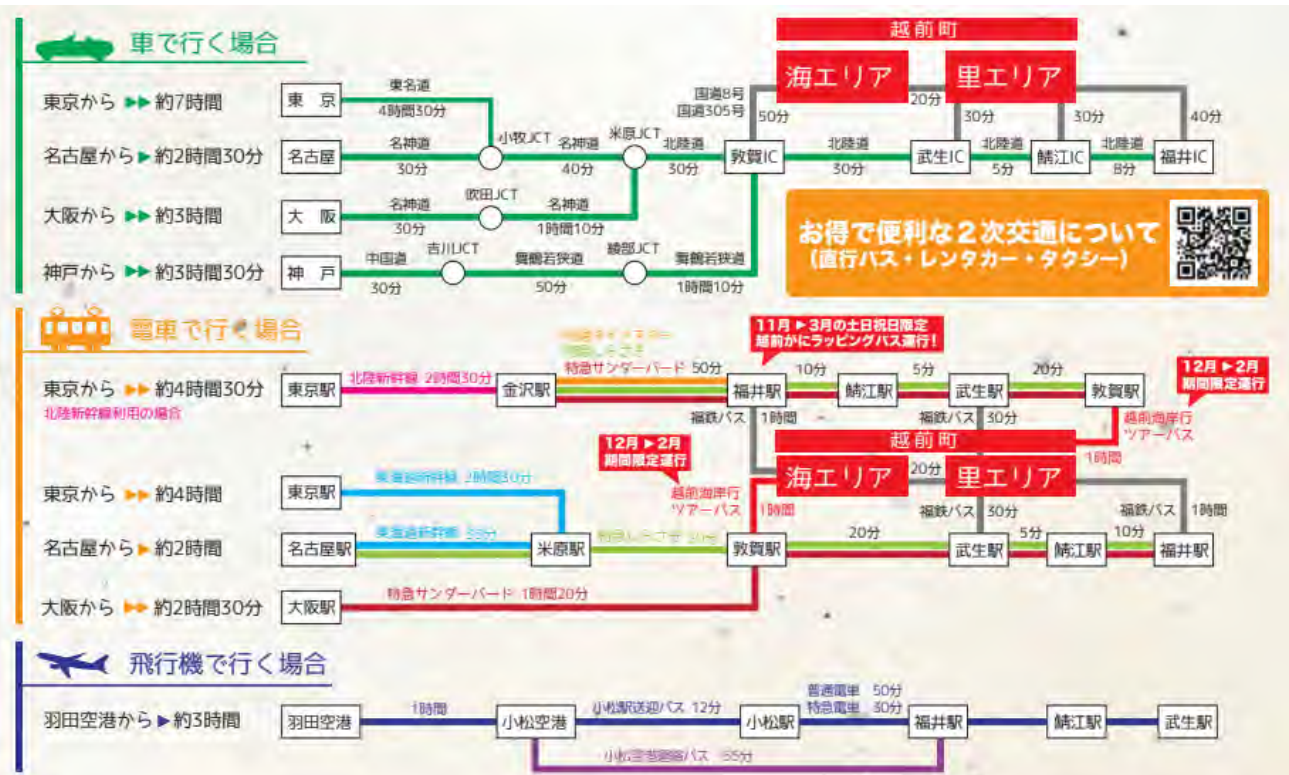 車で行く場合
越前町
海エリア 里エリア
東京から ▶▶ 約7時間
東京
東名道
4時間30分
小牧JCT
名古屋から ▶ 約2時間30分
名古屋
名神道
30分
名神道
40分
米原JCT
北陸道
30分
敦賀IC
国道8号
国道305号
50分
20分
30分
30分
40分
北陸道
30分
武生IC
北陸道
5分
鯖江IC
北陸道
8分
福井IC
大阪から ▶▶ 約3時間
大阪
名神道
30分
吹田JCT
名神道
1時間10分
神戸から ▶▶ 約3時間30分
神戸
中国道
30分
吉川JCT
舞鶴若狭道
50分
綾部JCT
舞鶴若狭道
1時間10分
お得で便利な2次交通について
(直行バス・レンタカー・タクシー)
電車で行く場合
東京から ▶▶ 約4時間30分
北陸新幹線利用の場合
東京駅
北陸新幹線 2時間30分
金沢駅
特急サンダーバード 50分
11月▶3月の土日祝日限定
越前がにラッピングバス運行!
福井駅
10分
鯖江駅
5分
武生駅
20分
敦賀駅
12月▶2月
期間限定運行
越前海岸行
ツアーバス
1時間
福鉄バス 1時間
福鉄バス 30分
越前町
海エリア 20分 里エリア
12月▶2月
期間限定運行
越前海岸行
ツアーバス
1時間
福鉄バス 30分
福鉄バス 1時間
東京から ▶▶ 約4時間
東京駅
東海道新幹線 2時間30分
名古屋から ▶ 約2時間
名古屋駅
東海道新幹線
米原駅
敦賀駅
20分
武生駅
5分
鯖江駅
10分
福井駅
大阪から ▶▶ 約2時間30分
大阪駅
特急サンダーバード 1時間20分
飛行機で行く場合
羽田空港から ▶ 約3時間
羽田空港
1時間
小松空港
小松駅送迎バス 12分
小松駅
普通電車 50分
特急電車 30分
福井駅
鯖江駅
武生駅
小松空港連絡バス 55分